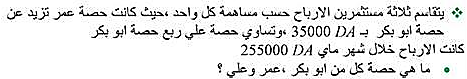 ❖ يتقاسم ثلاثة مستثمرين الارباح حسب مساهمة كل واحد ،حيث كانت حصة عمر تزيد عن
حصة ابو بكر بـ 35000 DA ،وتساوي حصة علي ربع حصة ابو بكر
كانت الارباح خلال شهر ماي 255000 DA
• ما هي حصة كل من ابو بكر ،عمر وعلي ؟